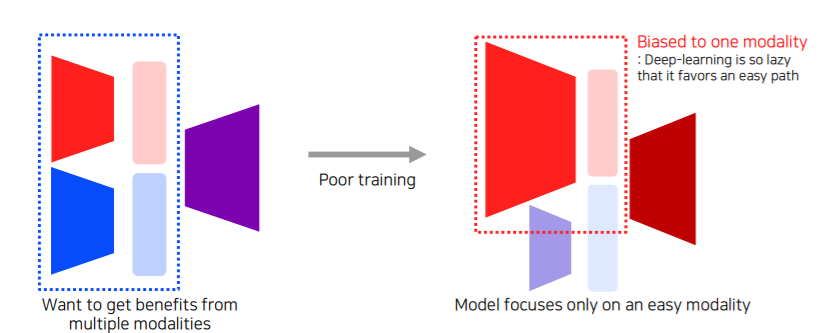 Biased to one modality
: Deep-learning is so lazy
that it favors an easy path
Poor training
Want to get benefits from
multiple modalities
Model focuses only on an easy modality